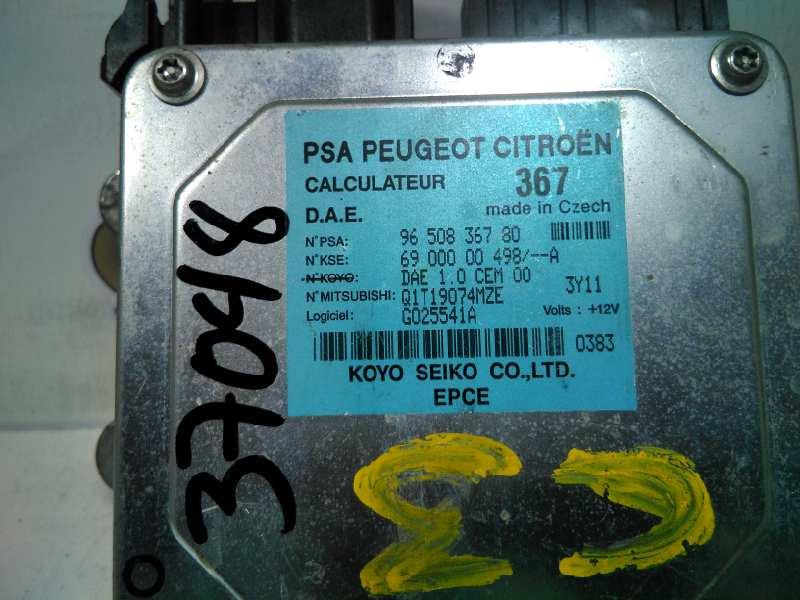 PSA PEUGEOT CITROËN
CALCULATEUR 367
D.A.E. made in Czech
N°PSA: 96 508 367 80
N°KSE: 69 000 00 498/--A
N°KOYO: DAE 1.0 CEM 00 3Y11
N°MITSUBISHI: Q1T19074MZE
Logiciel: G025541A Volts : +12V
0383
KOYO SEIKO CO.,LTD.
EPCE
37048
C3